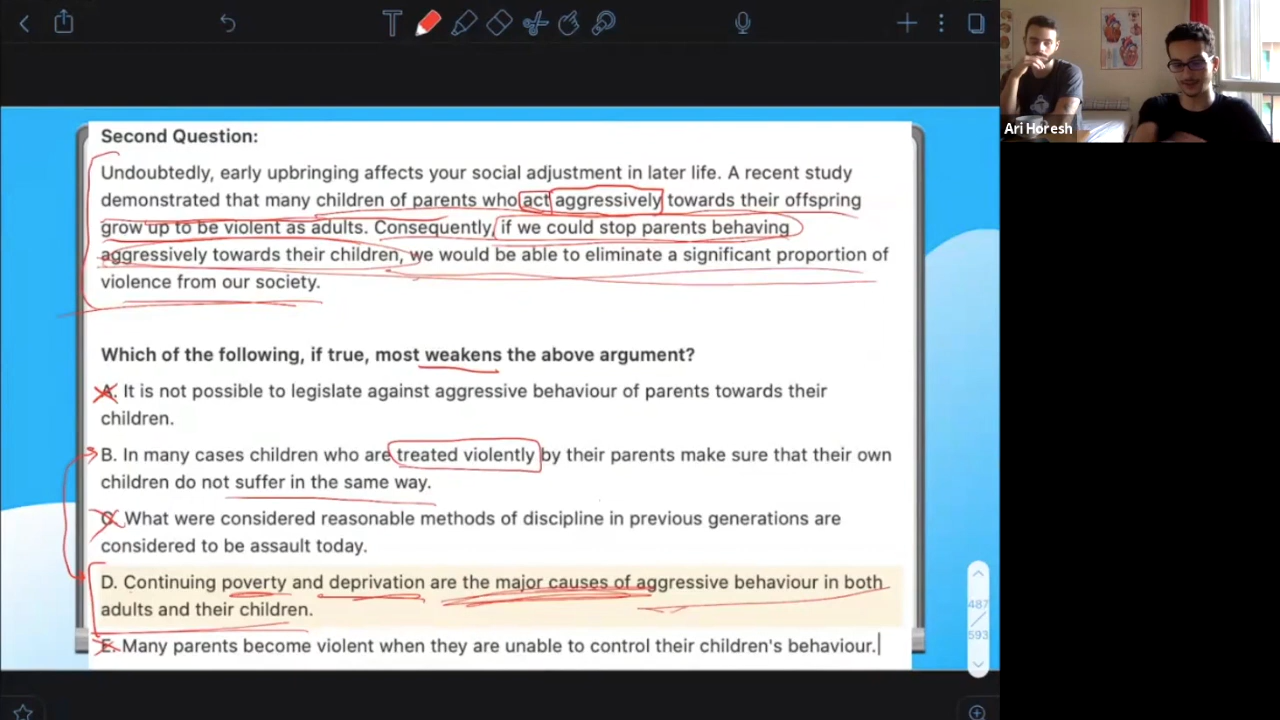 Second Question:
Undoubtedly, early upbringing affects your social adjustment in later life. A recent study
demonstrated that many children of parents who act aggressively towards their offspring
grow up to be violent as adults. Consequently, if we could stop parents behaving
aggressively towards their children, we would be able to eliminate a significant proportion of
violence from our society.
Which of the following, if true, most weakens the above argument?
A. It is not possible to legislate against aggressive behaviour of parents towards their
children.
B. In many cases children who are treated violently by their parents make sure that their own
children do not suffer in the same way.
C. What were considered reasonable methods of discipline in previous generations are
considered to be assault today.
D. Continuing poverty and deprivation are the major causes of aggressive behaviour in both
adults and their children.
E. Many parents become violent when they are unable to control their children's behaviour.
487
593
Ari Horesh